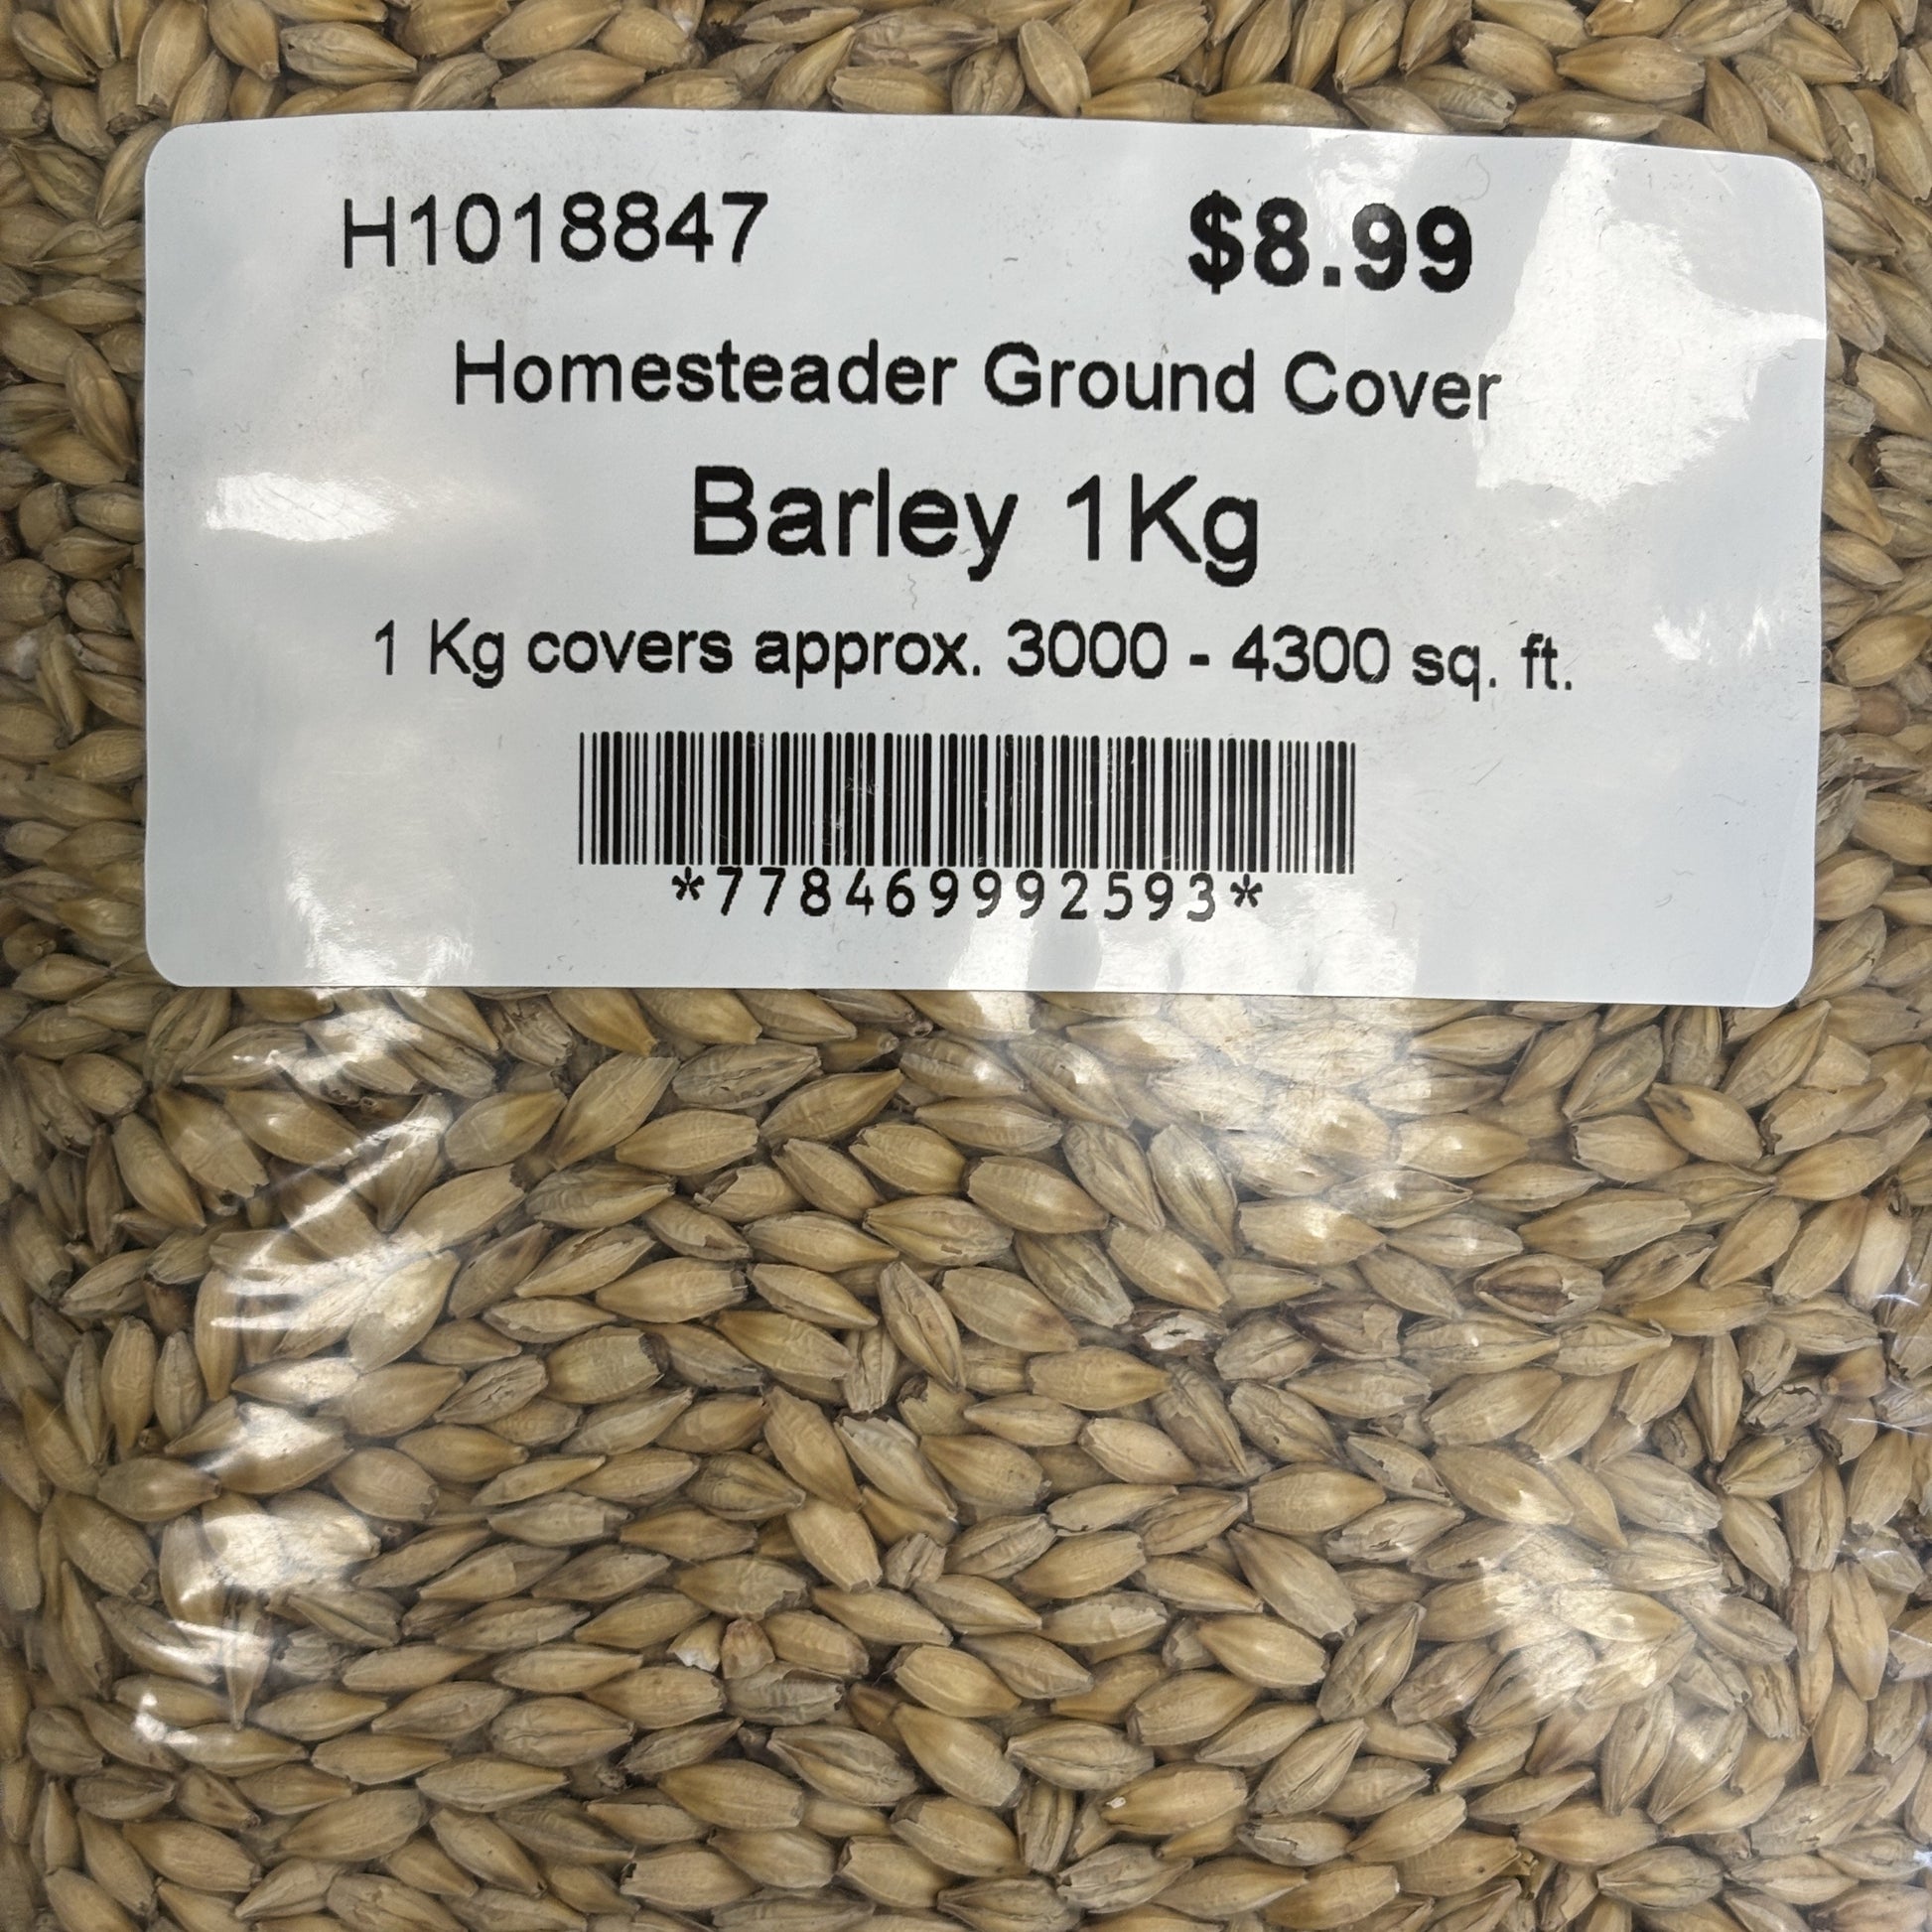 H1018847 $8.99
Homesteader Ground Cover
Barley 1Kg
1 Kg covers approx. 3000 - 4300 sq. ft.
*778469992593*